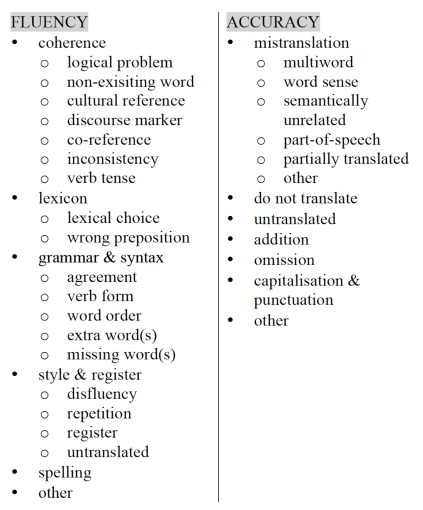 FLUENCY
• coherence
o logical problem
o non-exisiting word
o cultural reference
o discourse marker
o co-reference
o inconsistency
o verb tense
• lexicon
o lexical choice
o wrong preposition
• grammar & syntax
o agreement
o verb form
o word order
o extra word(s)
o missing word(s)
• style & register
o disfluency
o repetition
o register
o untranslated
• spelling
• other
ACCURACY
• mistranslation
o multiword
o word sense
o semantically
unrelated
o part-of-speech
o partially translated
o other
• do not translate
• untranslated
• addition
• omission
• capitalisation &
punctuation
• other